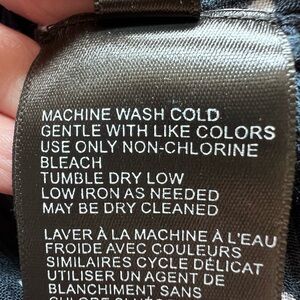 MACHINE WASH COLD
GENTLE WITH LIKE COLORS
USE ONLY NON-CHLORINE
BLEACH
TUMBLE DRY LOW
LOW IRON AS NEEDED
MAY BE DRY CLEANED
LAVER À LA MACHINE À L'EAU
FROIDE AVEC COULEURS
SIMILAIRES CYCLE DÉLICAT
UTILISER UN AGENT DE
BLANCHIMENT SANS